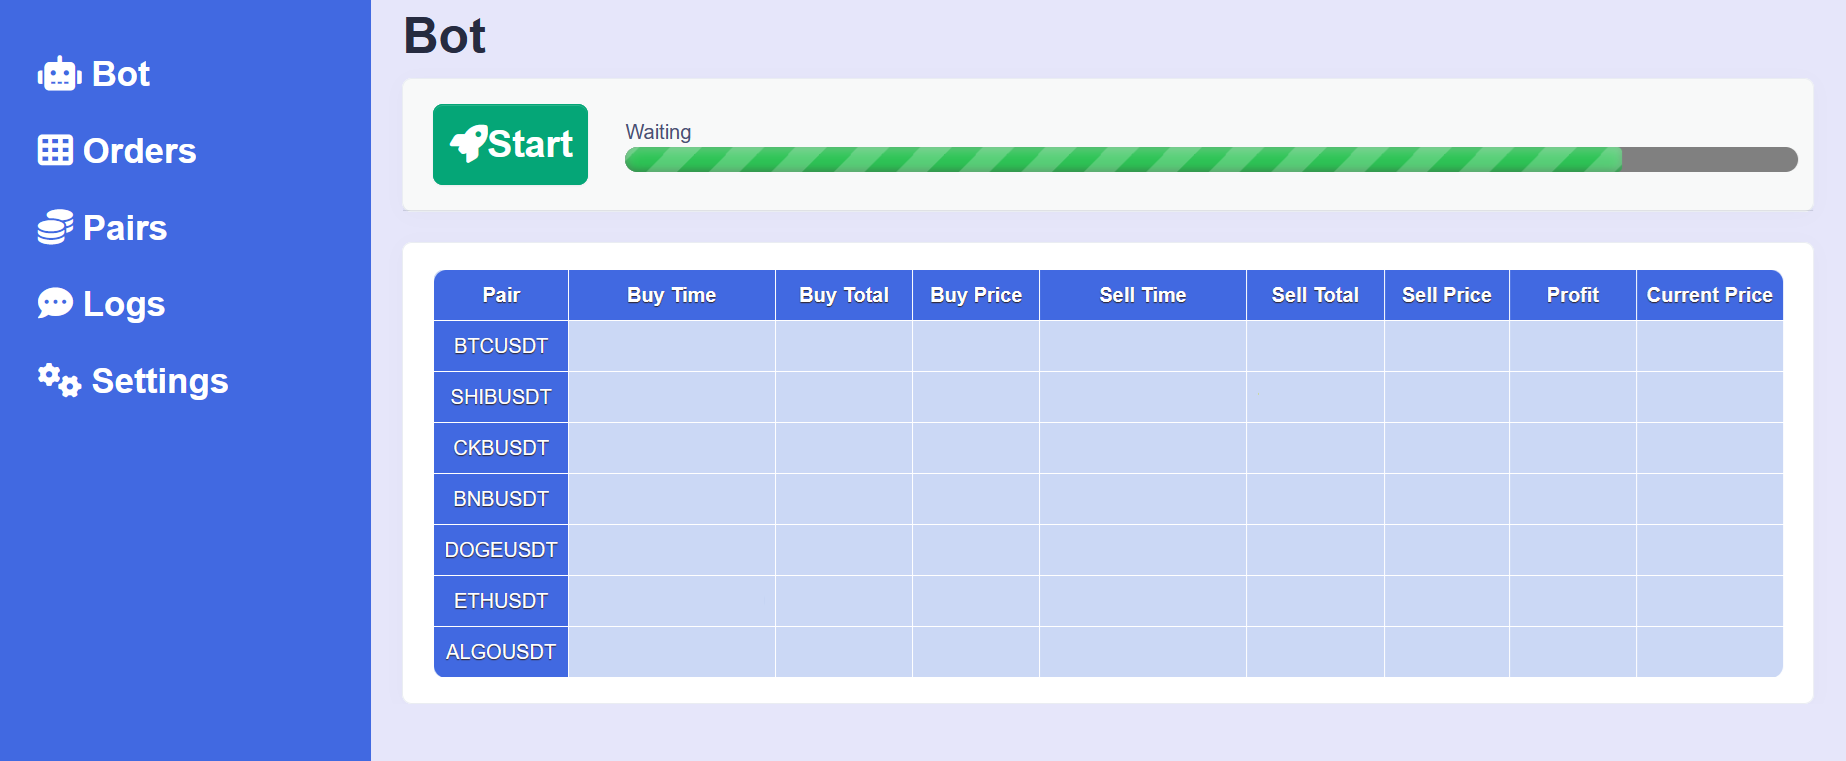 Bot
Orders
Pairs
Logs
Settings
Bot
Start
Waiting
Pair Buy Time Buy Total Buy Price Sell Time Sell Total Sell Price Profit Current Price
BTCUSDT
SHIBUSDT
CKBUSDT
BNBUSDT
DOGEUSDT
ETHUSDT
ALGOUSDT